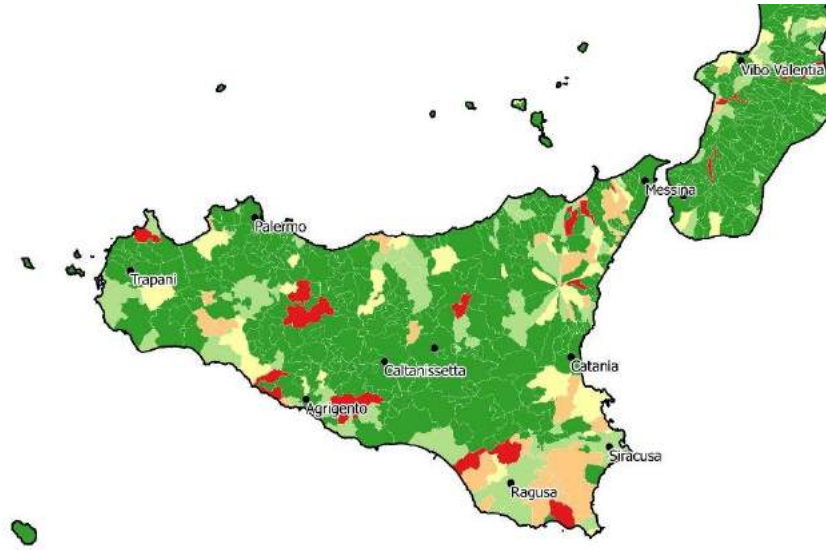 Vibo Valentia
Messina
Palermo
Trapani
Caltanissetta
Catania
Agrigento
Siracusa
Ragusa